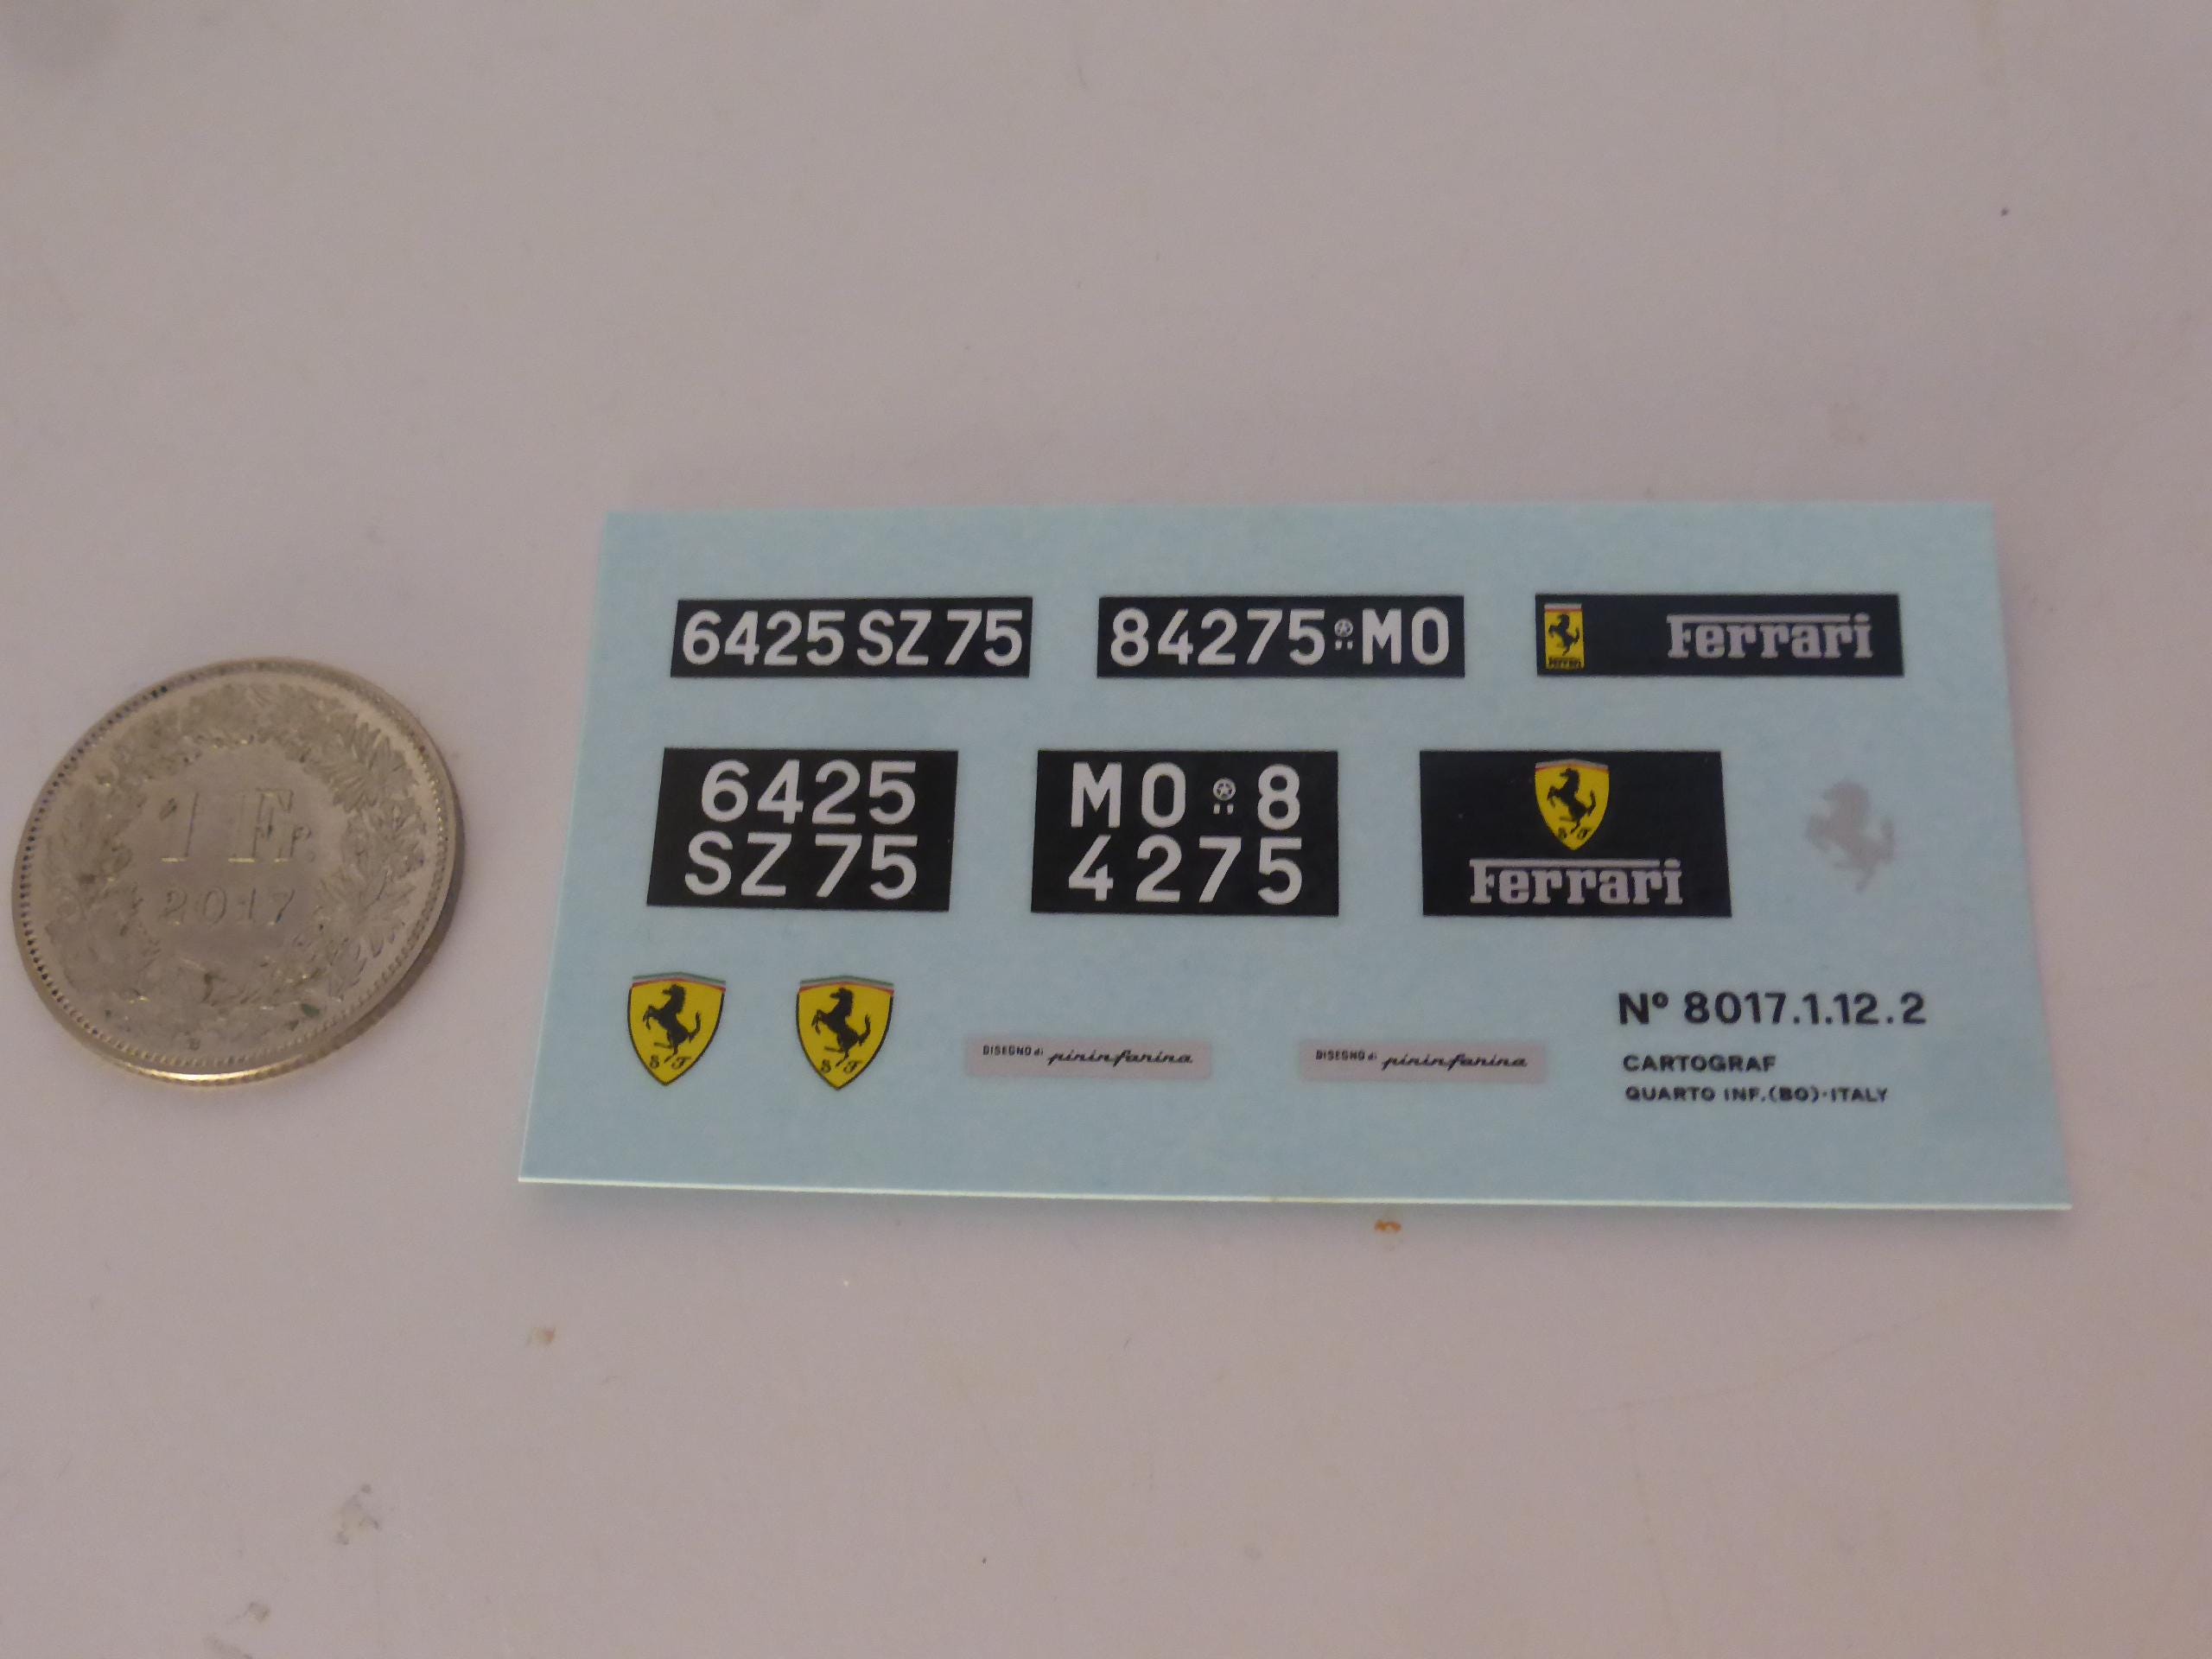 6425 SZ 75
84275 MO
Ferrari
Ferrari
6425
SZ 75
MO 8
4275
S F
Ferrari
1 Fr.
2017
B
S F
S F
DISEGNO di pininfarina
DISEGNO di pininfarina
Nº 8017.1.12.2
CARTOGRAF
QUARTO INF.(BO)-ITALY